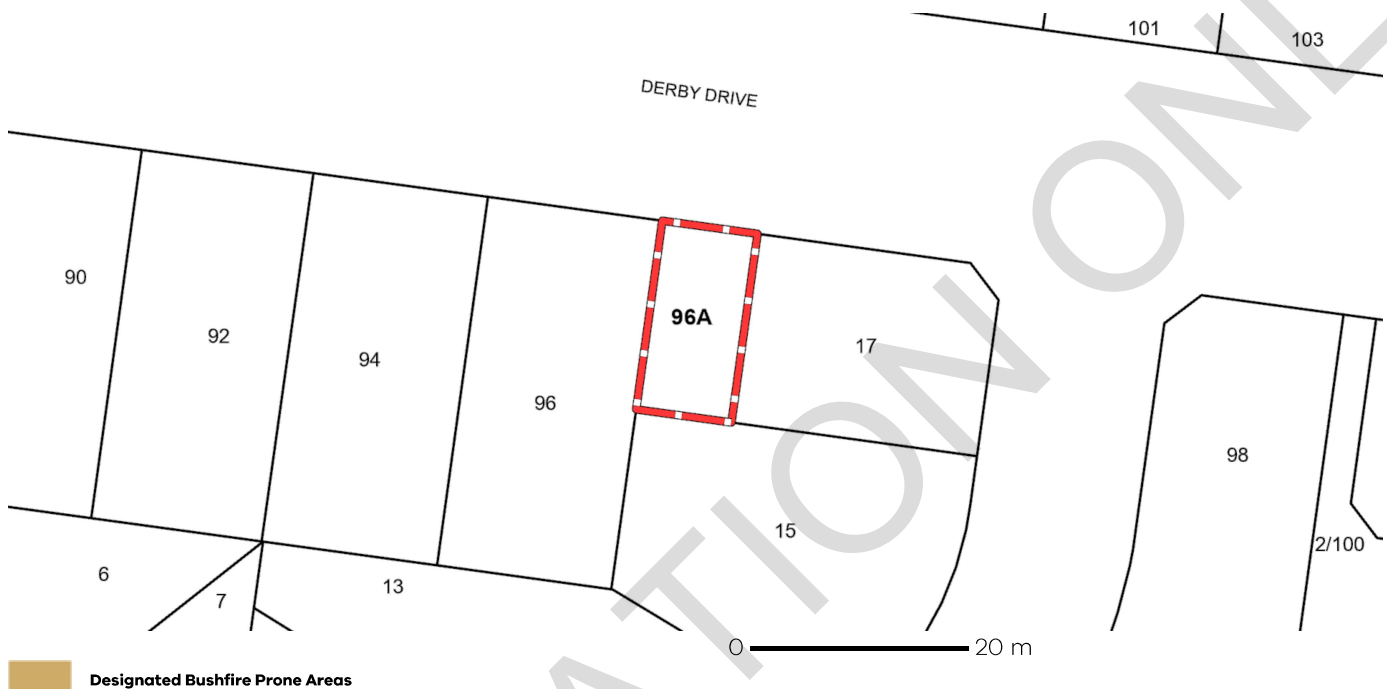 101
103
DERBY DRIVE
90
92
94
96
96A
17
98
15
2/100
6
7
13
0 20 m
Designated Bushfire Prone Areas
ATION ONL